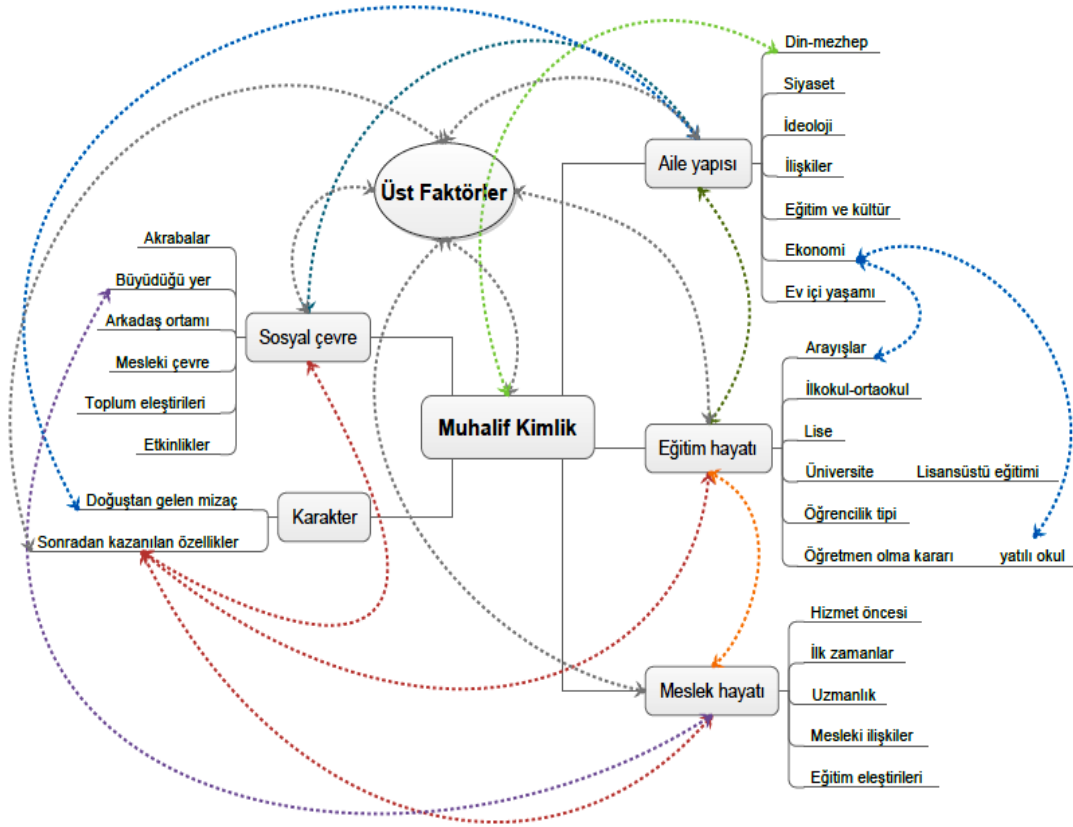 Üst Faktörler
Muhalif Kimlik
Aile yapısı
Din-mezhep
Siyaset
İdeoloji
İlişkiler
Eğitim ve kültür
Ekonomi
Ev içi yaşamı
Sosyal çevre
Akrabalar
Büyüdüğü yer
Arkadaş ortamı
Mesleki çevre
Toplum eleştirileri
Etkinlikler
Karakter
Doğuştan gelen mizaç
Sonradan kazanılan özellikler
Eğitim hayatı
Arayışlar
İlkokul-ortaokul
Lise
Üniversite Lisansüstü eğitimi
Öğrencilik tipi
Öğretmen olma kararı yatılı okul
Meslek hayatı
Hizmet öncesi
İlk zamanlar
Uzmanlık
Mesleki ilişkiler
Eğitim eleştirileri